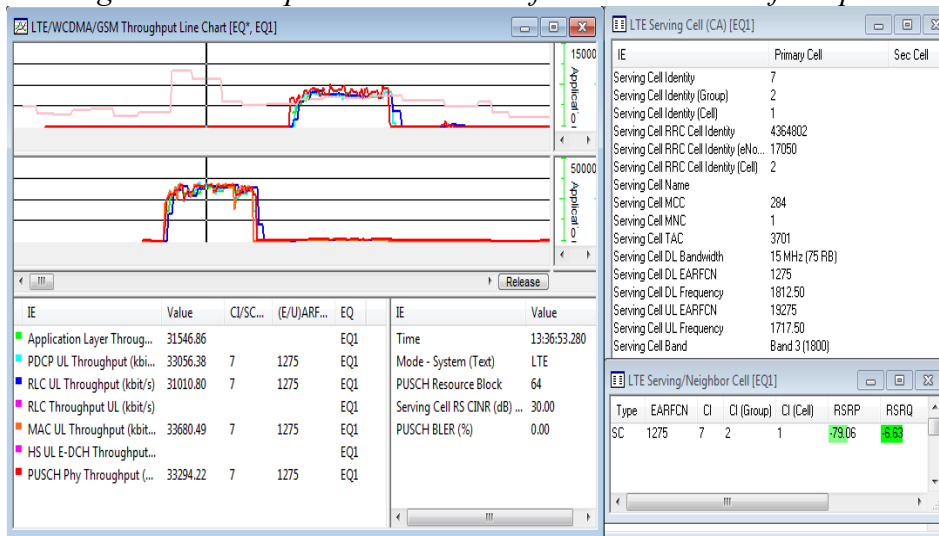 LTE/WCDMA/GSM Throughput Line Chart [EQ*, EQ1]
15000
Applicat
0
50000
Applicat
0
Release
IE Value CI/SC... (E/U)ARF... EQ
Application Layer Throug... 31546.86 EQ1
PDCP UL Throughput (kbi... 33056.38 7 1275 EQ1
RLC UL Throughput (kbit/s) 31010.80 7 1275 EQ1
RLC Throughput UL (kbit/s) EQ1
MAC UL Throughput (kbit... 33680.49 7 1275 EQ1
HS UL E-DCH Throughput... EQ1
PUSCH Phy Throughput (... 33294.22 7 1275 EQ1
IE Value
Time 13:36:53.280
Mode - System (Text) LTE
PUSCH Resource Block 64
Serving Cell RS CINR (dB) ... 30.00
PUSCH BLER (%) 0.00
LTE Serving Cell (CA) [EQ1]
IE Primary Cell Sec Cell
Serving Cell Identity 7
Serving Cell Identity (Group) 2
Serving Cell Identity (Cell) 1
Serving Cell RRC Cell Identity 4364802
Serving Cell RRC Cell Identity (eNo... 17050
Serving Cell RRC Cell Identity (Cell) 2
Serving Cell Name
Serving Cell MCC 284
Serving Cell MNC 1
Serving Cell TAC 3701
Serving Cell DL Bandwidth 15 MHz (75 RB)
Serving Cell DL EARFCN 1275
Serving Cell DL Frequency 1812.50
Serving Cell UL EARFCN 19275
Serving Cell UL Frequency 1717.50
Serving Cell Band Band 3 (1800)
LTE Serving/Neighbor Cell [EQ1]
Type EARFCN CI CI (Group) CI (Cell) RSRP RSRQ
SC 1275 7 2 1 -79.06 -6.63